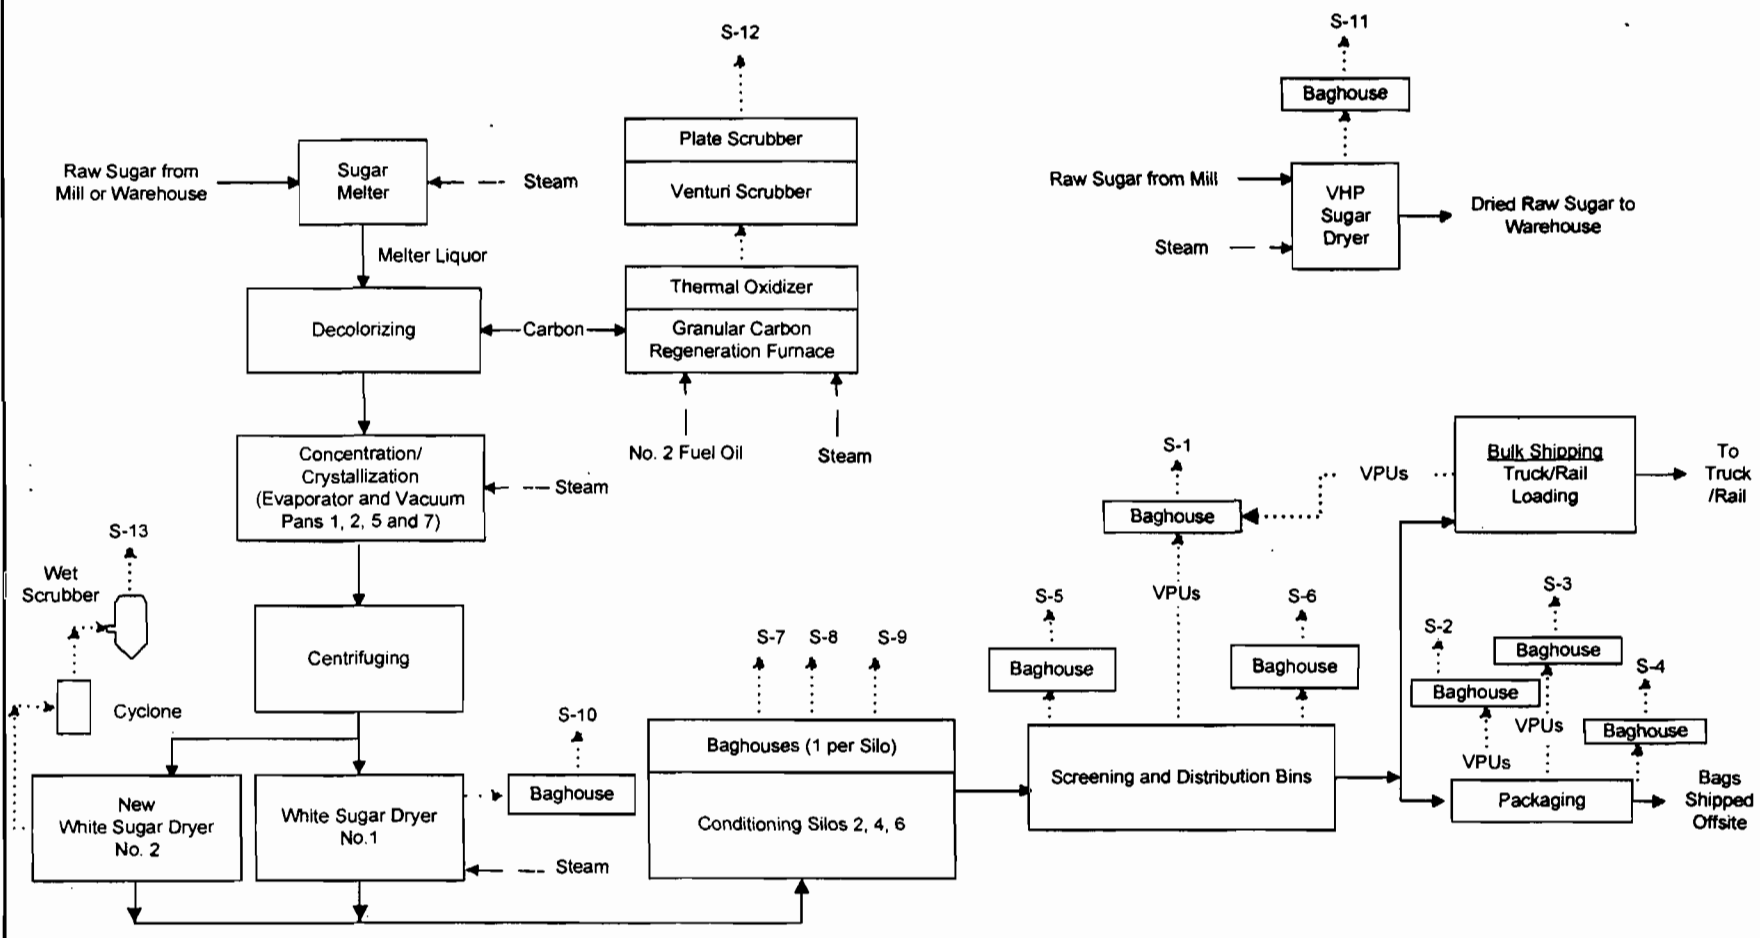 S-12
S-11
Baghouse
Plate Scrubber
Venturi Scrubber
Raw Sugar from
Mill or Warehouse
Sugar
Melter
Steam
Raw Sugar from Mill
VHP
Sugar
Dryer
Dried Raw Sugar to
Warehouse
Steam
Melter Liquor
Thermal Oxidizer
Decolorizing
Carbon
Granular Carbon
Regeneration Furnace
No. 2 Fuel Oil
Steam
Concentration/
Crystallization
(Evaporator and Vacuum
Pans 1, 2, 5 and 7)
Steam
S-1
VPUs
Bulk Shipping
Truck/Rail
Loading
To
Truck
/Rail
Baghouse
S-13
Wet
Scrubber
VPUs
S-5
S-6
S-3
S-2
Centrifuging
S-7
S-8
S-9
Baghouse
Baghouse
Baghouse
S-4
Baghouse
Cyclone
S-10
VPUs
Baghouse
Baghouses (1 per Silo)
VPUs
New
White Sugar Dryer
No. 2
White Sugar Dryer
No.1
Baghouse
Conditioning Silos 2, 4, 6
Screening and Distribution Bins
Packaging
Bags
Shipped
Offsite
Steam